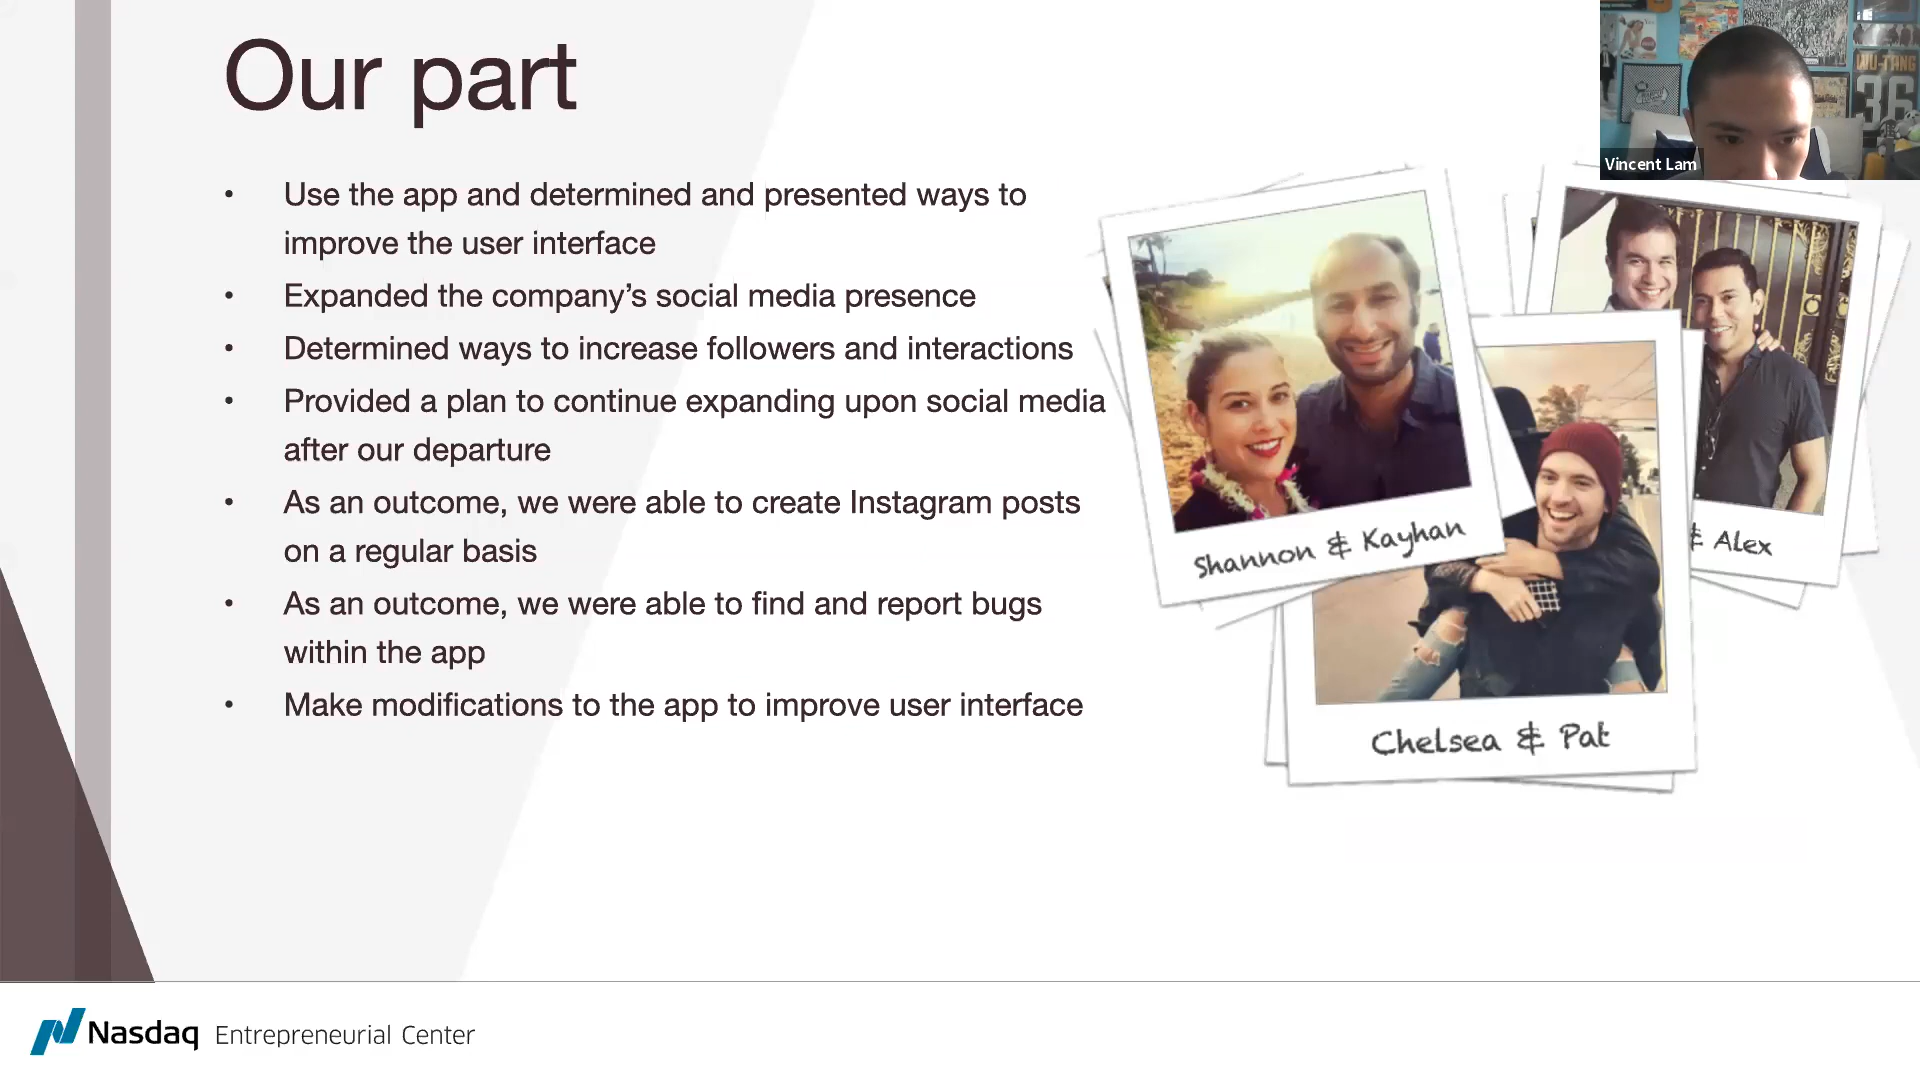 Our part
• Use the app and determined and presented ways to
improve the user interface
• Expanded the company’s social media presence
• Determined ways to increase followers and interactions
• Provided a plan to continue expanding upon social media
after our departure
• As an outcome, we were able to create Instagram posts
on a regular basis
• As an outcome, we were able to find and report bugs
within the app
• Make modifications to the app to improve user interface
WU-TANG
36
Vincent Lam
Shannon & Kayhan
& Alex
Chelsea & Pat
Nasdaq Entrepreneurial Center